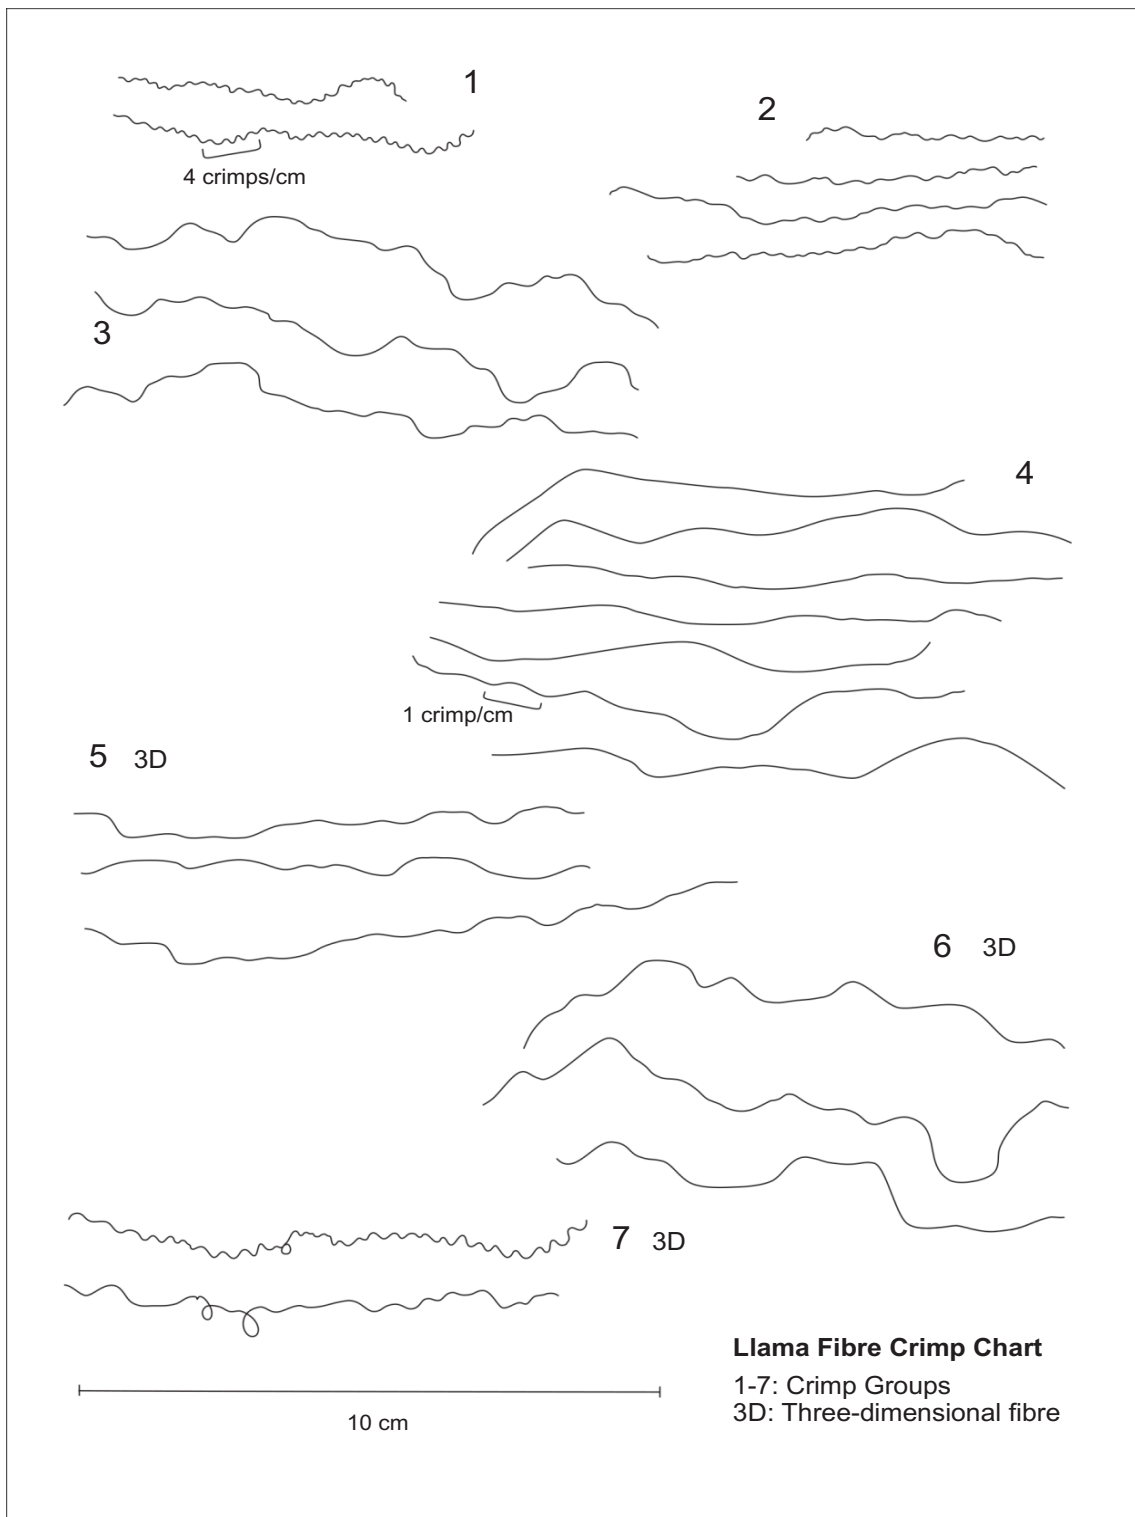 1
2
4 crimps/cm
3
4
1 crimp/cm
5 3D
6 3D
7 3D
Llama Fibre Crimp Chart
1-7: Crimp Groups
3D: Three-dimensional fibre
10 cm